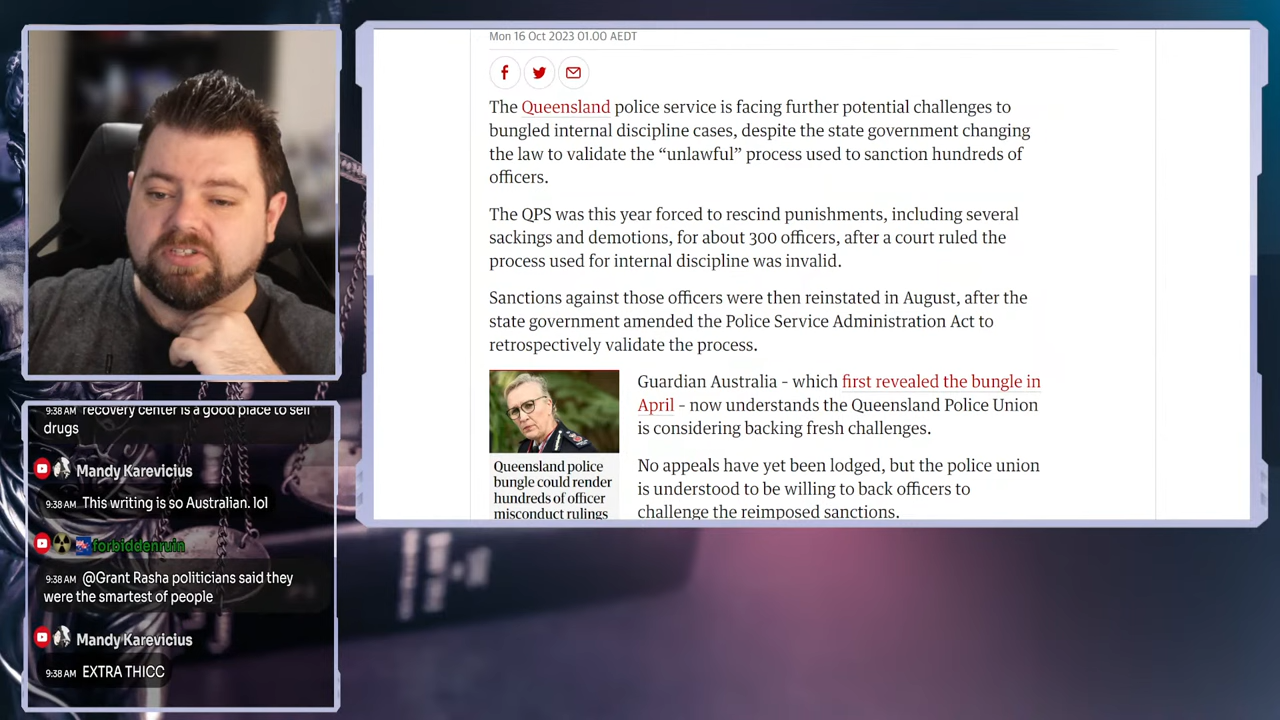 Mon 16 Oct 2023 01.00 AEDT
The Queensland police service is facing further potential challenges to
bungled internal discipline cases, despite the state government changing
the law to validate the “unlawful” process used to sanction hundreds of
officers.
The QPS was this year forced to rescind punishments, including several
sackings and demotions, for about 300 officers, after a court ruled the
process used for internal discipline was invalid.
Sanctions against those officers were then reinstated in August, after the
state government amended the Police Service Administration Act to
retrospectively validate the process.
Guardian Australia - which first revealed the bungle in
April - now understands the Queensland Police Union
is considering backing fresh challenges.
No appeals have yet been lodged, but the police union
is understood to be willing to back officers to
challenge the reimposed sanctions.
Queensland police
bungle could render
hundreds of officer
misconduct rulings
9:38 AM recovery center is a good place to sell
drugs
Mandy Karevicius
9:38 AM This writing is so Australian. lol
forbiddenruin
9:38 AM @Grant Rasha politicians said they
were the smartest of people
Mandy Karevicius
9:38 AM EXTRA THICC